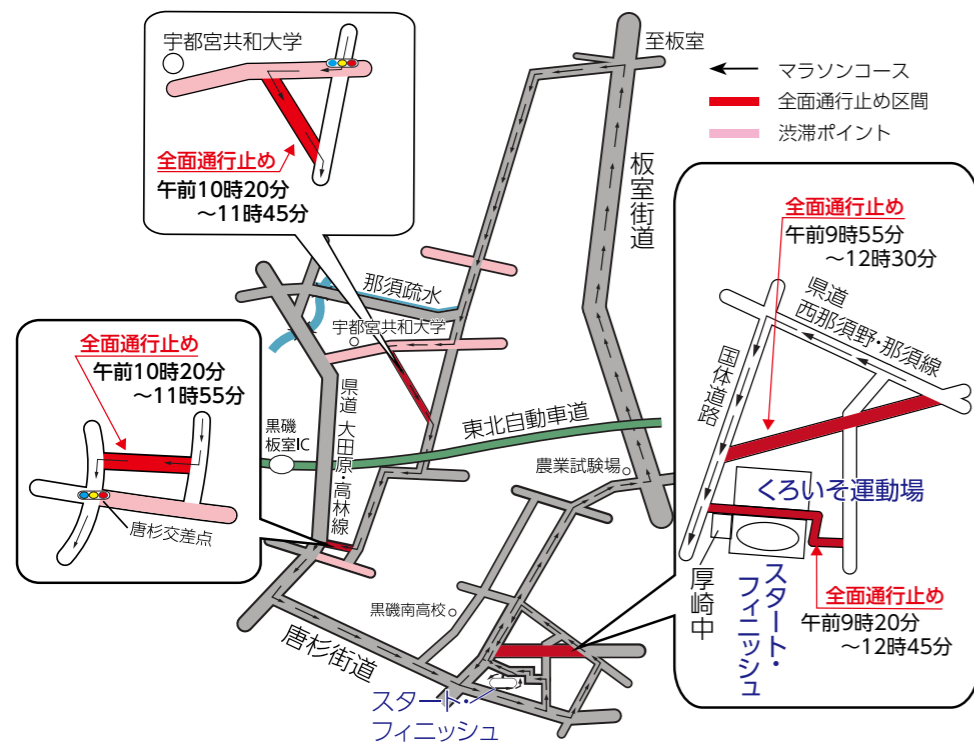 宇都宮共和大学
全面通行止め
午前10時20分
～11時45分
至板室
マラソンコース
全面通行止め区間
渋滞ポイント
板室街道
全面通行止め
午前9時55分
～12時30分
県道
西那須野・那須線
国体道路
くろいそ運動場
厚崎中
スタート・
フィニッシュ
全面通行止め
午前9時20分
～12時45分
那須疏水
宇都宮共和大学
全面通行止め
午前10時20分
～11時55分
唐杉交差点
黒磯
板室IC
県道 大田原・高林線
東北自動車道
農業試験場
黒磯南高校
唐杉街道
スタート・
フィニッシュ